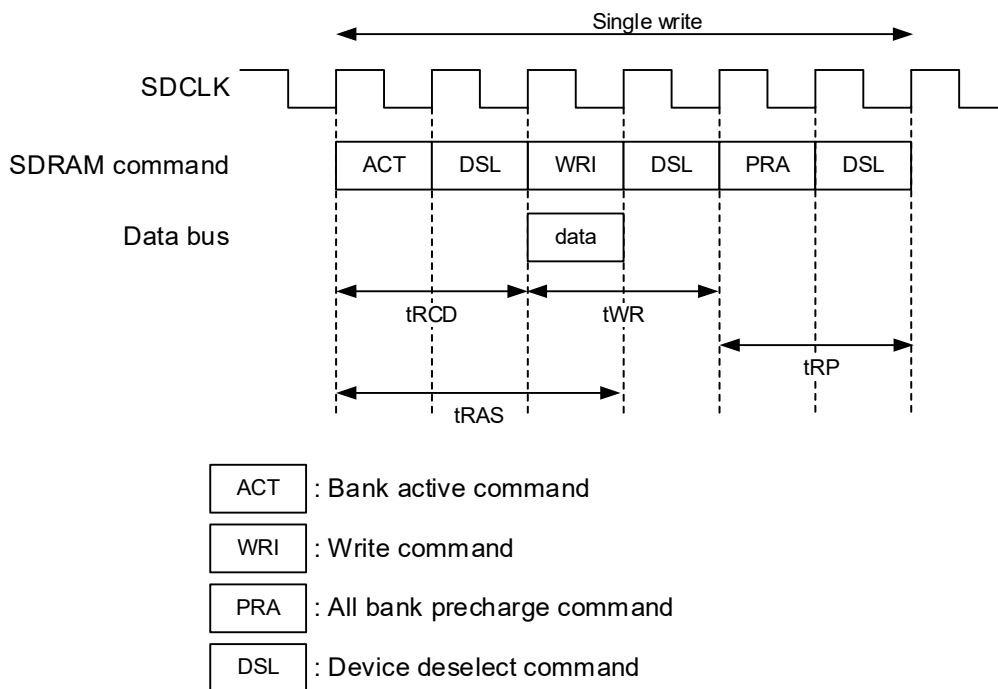 Single write
SDCLK
SDRAM command ACT DSL WRI DSL PRA DSL
Data bus data
tRCD tWR
tRP
tRAS
ACT : Bank active command
WRI : Write command
PRA : All bank precharge command
DSL : Device deselect command